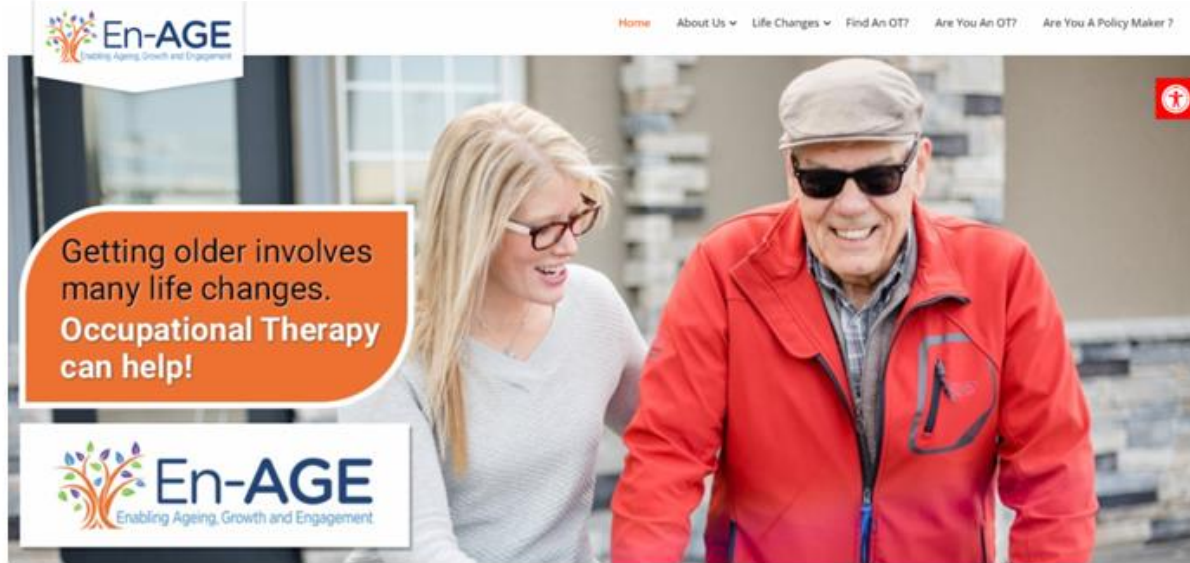 En-AGE
Enabling Ageing, Growth and Engagement
Home About Us Life Changes Find An OT? Are You An OT? Are You A Policy Maker ?
Getting older involves
many life changes.
Occupational Therapy
can help!
En-AGE
Enabling Ageing, Growth and Engagement